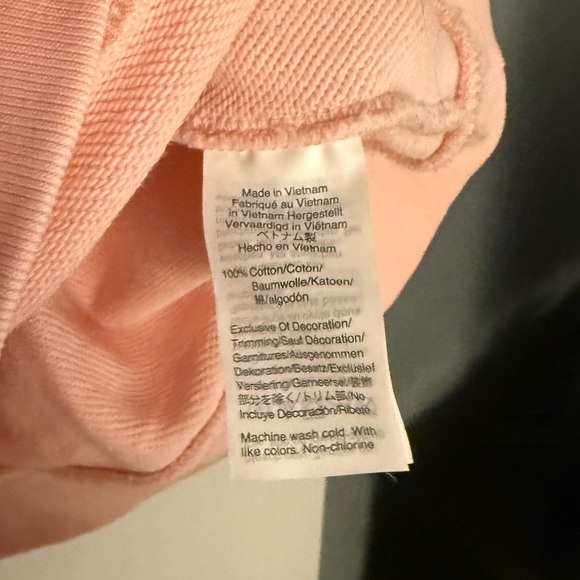 Made in Vietnam
Fabriqué au Vietnam
in Vietnam Hergestellt
Vervaardigd in Viëtnam
ベトナム製
Hecho en Vietnam
100% Cotton/Coton/
Baumwolle/Katoen/
綿/algodón
Exclusive Of Decoration/
Trimming/Sauf Décoration/
Garnitures/Ausgenommen
Dekoration/Besatz/Exclusief
Versiering/Garneersel/装飾
部分を除く/トリム部/No
Incluye Decoración/Ribete
Machine wash cold. With
like colors. Non-chlorine